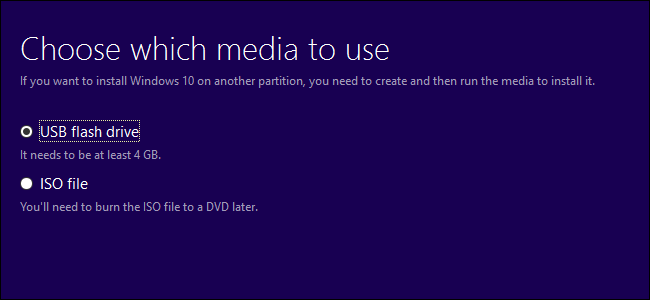 Choose which media to use
If you want to install Windows 10 on another partition, you need to create and then run the media to install it.
USB flash drive
It needs to be at least 4 GB.
ISO file
You'll need to burn the ISO file to a DVD later.